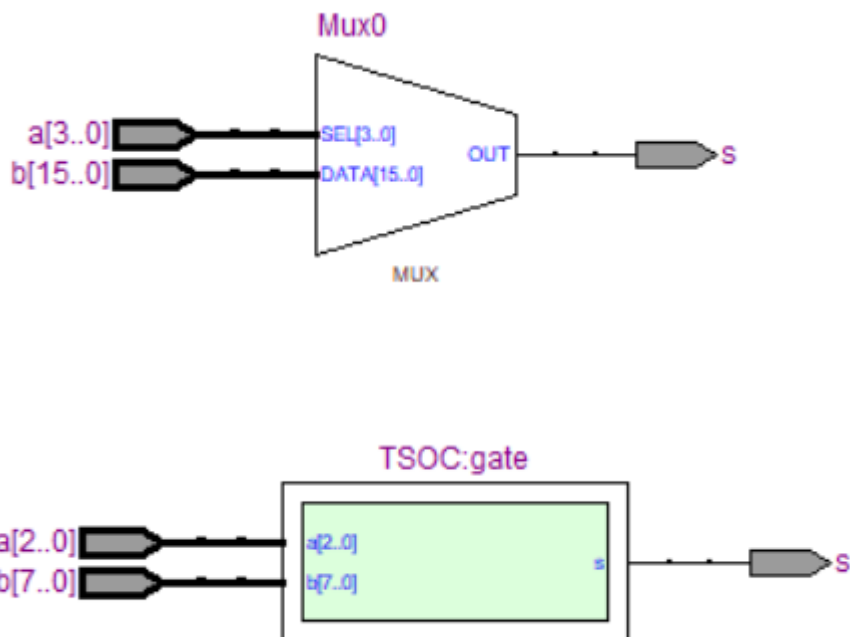 Mux0
a[3..0] SEL[3..0]
OUT S
b[15..0] DATA[15..0]
MUX
TSOC:gate
a[2..0] a[2..0]
s S
b[7..0] b[7..0]